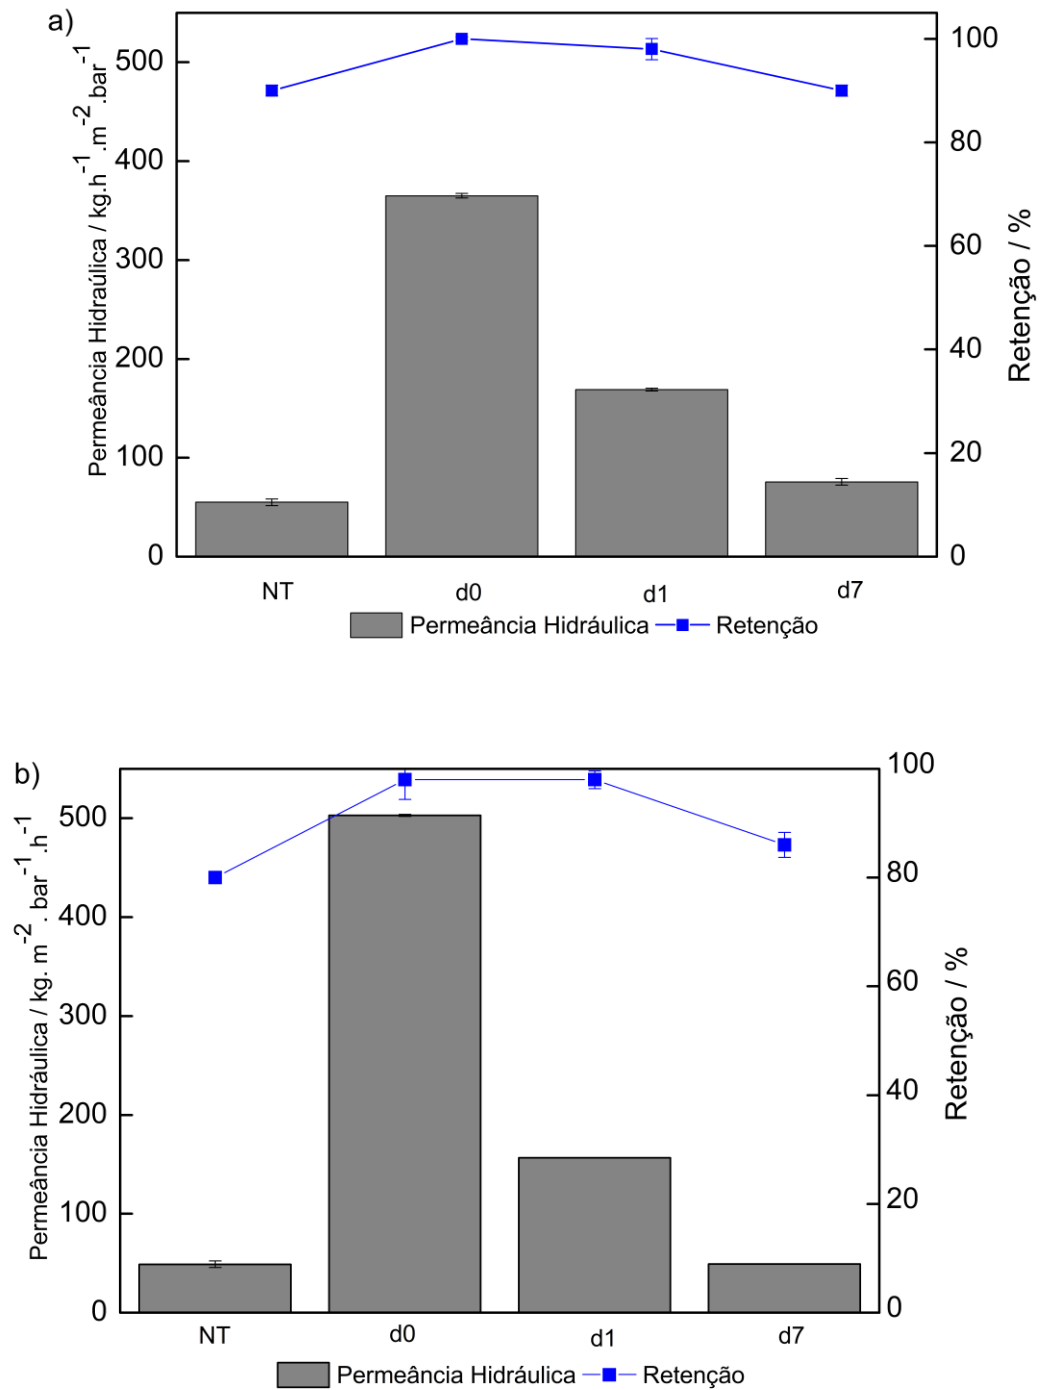 a)
Permeância Hidraúlica / kg.h-1.m-2.bar-1
500
400
300
200
100
0
100
80
60
40
20
0
Retenção / %
NT d0 d1 d7
Permeância Hidráulica Retenção
b)
Permeância Hidráulica / kg. m-2. bar-1.h-1
500
400
300
200
100
0
100
80
60
40
20
0
Retenção / %
NT d0 d1 d7
Permeância Hidráulica Retenção